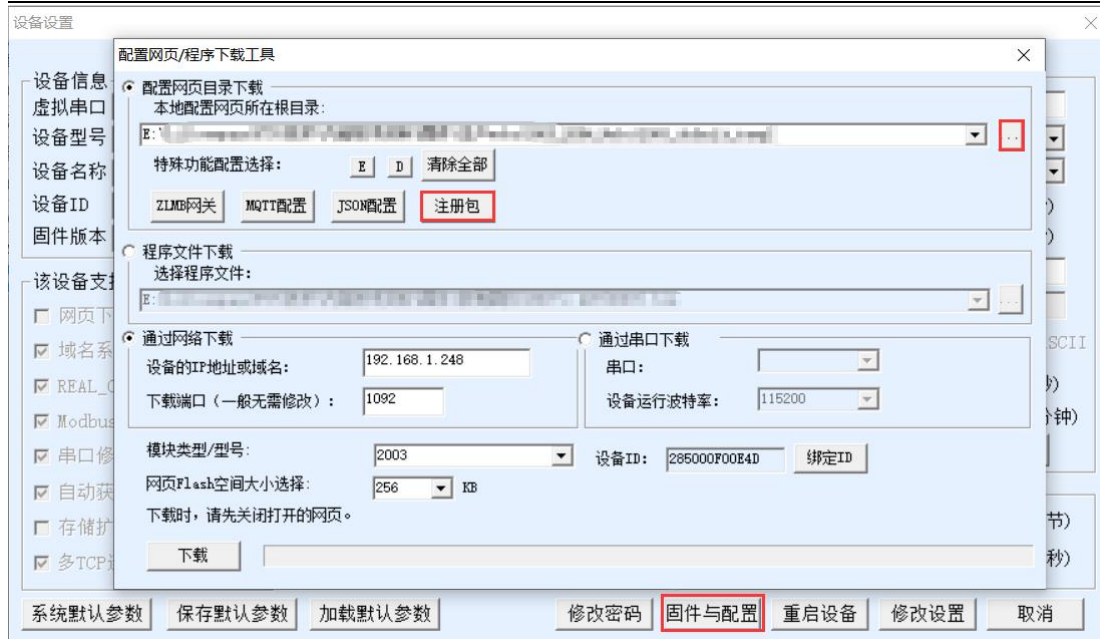 设备设置
配置网页/程序下载工具
设备信息
虚拟串口
设备型号
设备名称
设备ID
固件版本
配置网页目录下载
本地配置网页所在根目录:
E:\
..
特殊功能配置选择:
E D 清除全部
ZLMB网关 MQTT配置 JSON配置 注册包
程序文件下载
选择程序文件:
E:
...
该设备支
网页下
域名系
REAL_C
Modbus
串口修
自动获
存储扩
多TCP
通过网络下载
设备的IP地址或域名: 192.168.1.248
下载端口（一般无需修改）: 1092
通过串口下载
串口:
设备运行波特率: 115200
模块类型/型号: 2003
设备ID: 285000F00E4D 绑定ID
网页Flash空间大小选择: 256 KB
下载时，请先关闭打开的网页。
下载
SCII
分钟)
节)
秒)
系统默认参数 保存默认参数 加载默认参数 修改密码 固件与配置 重启设备 修改设置 取消